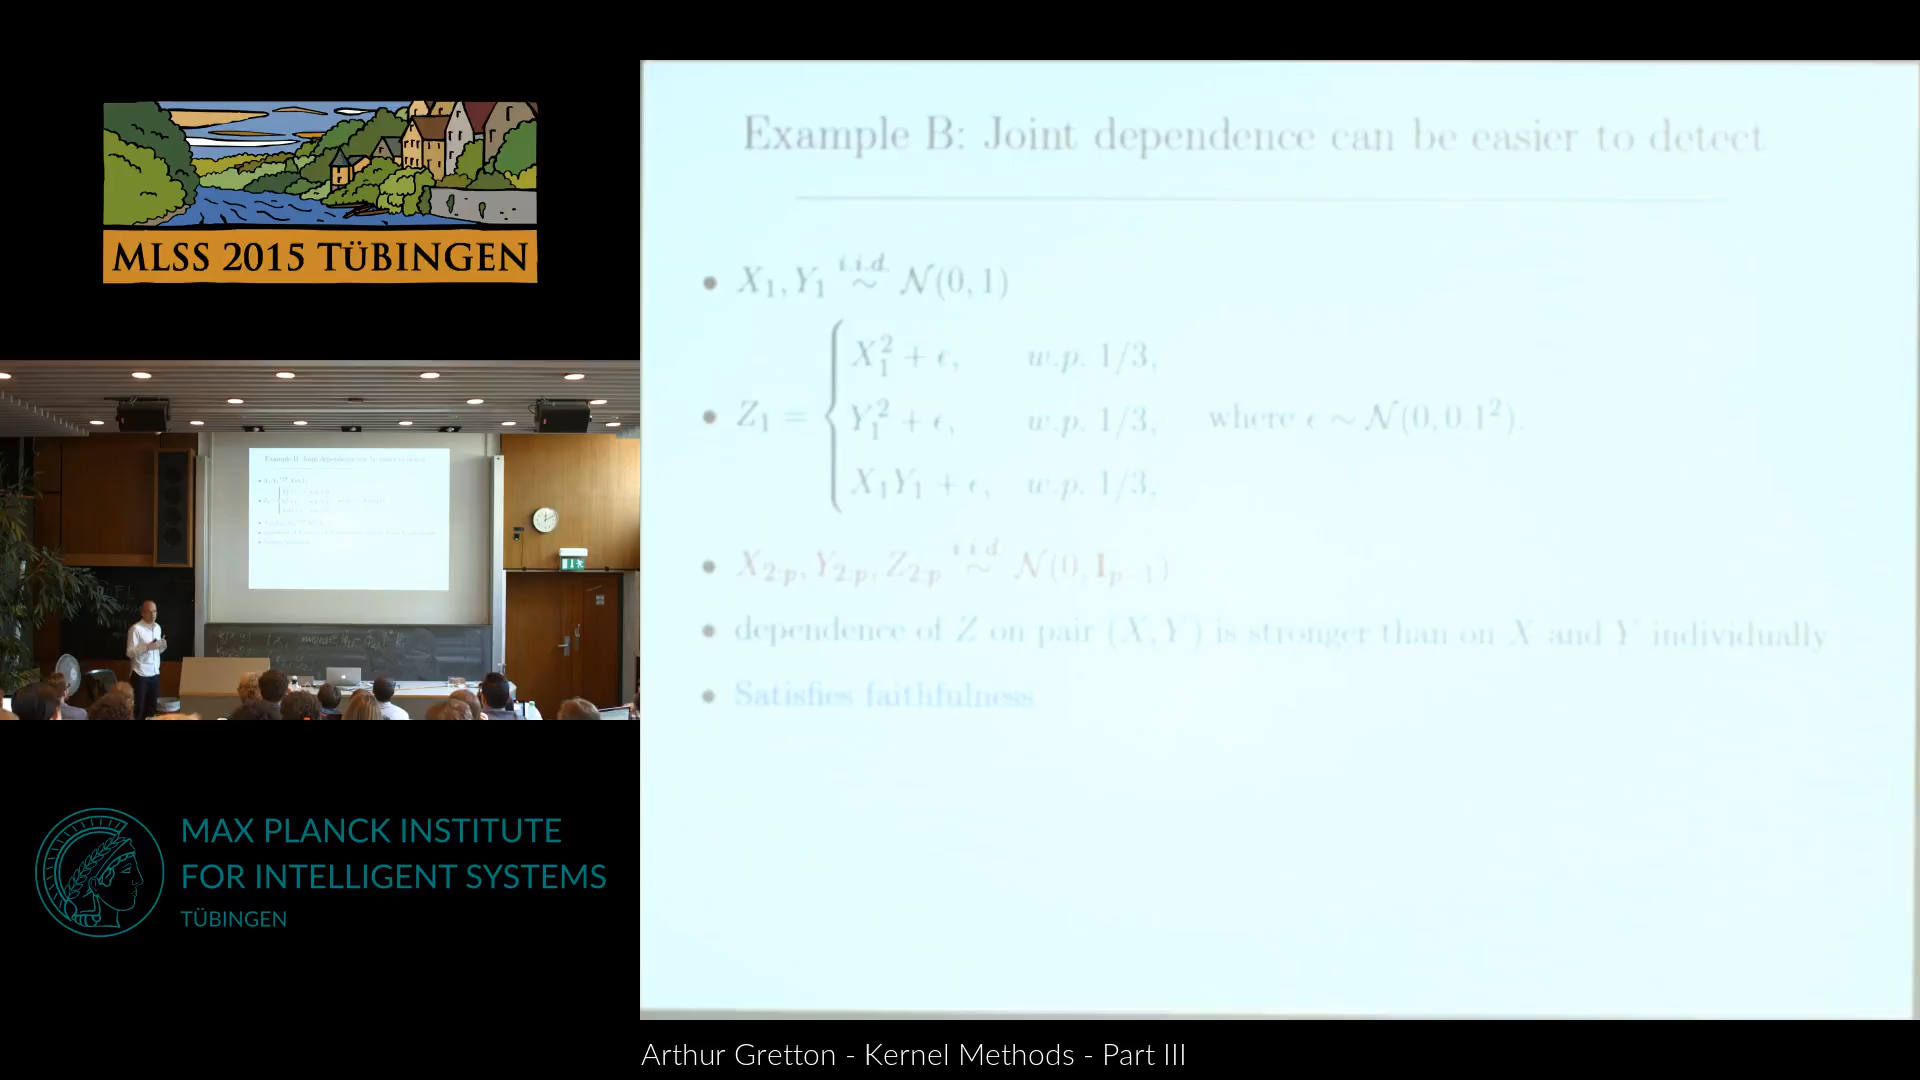 MLSS 2015 TÜBINGEN
MAX PLANCK INSTITUTE
FOR INTELLIGENT SYSTEMS
TÜBINGEN
Example B: Joint dependence can be easier to detect
• X₁, Y₁ i.i.d. ∼ 𝒩(0, 1)
• Z₁ = { X₁² + ϵ, w.p. 1/3,
Y₁² + ϵ, w.p. 1/3, where ϵ ∼ 𝒩(0, 0.1²).
X₁Y₁ + ϵ, w.p. 1/3,
• X₂:p, Y₂:p, Z₂:p i.i.d. ∼ 𝒩(0, I p−1)
• dependence of Z on pair (X, Y) is stronger than on X and Y individually
• Satisfies faithfulness
Arthur Gretton - Kernel Methods - Part III